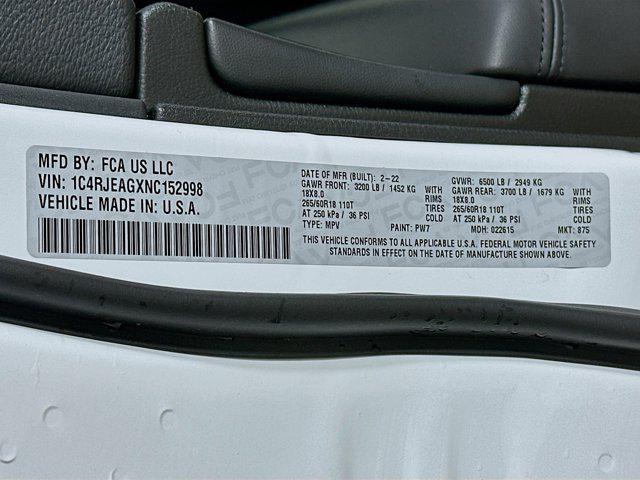 MFD BY: FCA US LLC
VIN: 1C4RJEAGXNC152998
VEHICLE MADE IN: U.S.A.
DATE OF MFR (BUILT): 2-22 GVWR: 6500 LB / 2949 KG
GAWR FRONT: 3200 LB / 1452 KG WITH GAWR REAR: 3700 LB / 1679 KG WITH
18X8.0 RIMS 18X8.0 RIMS
265/60R18 110T TIRES 265/60R18 110T TIRES
AT 250 kPa / 36 PSI COLD AT 250 kPa / 36 PSI COLD
TYPE: MPV PAINT: PW7 MDH: 022615 MKT: 875
THIS VEHICLE CONFORMS TO ALL APPLICABLE U.S.A. FEDERAL MOTOR VEHICLE SAFETY
STANDARDS IN EFFECT ON THE DATE OF MANUFACTURE SHOWN ABOVE.